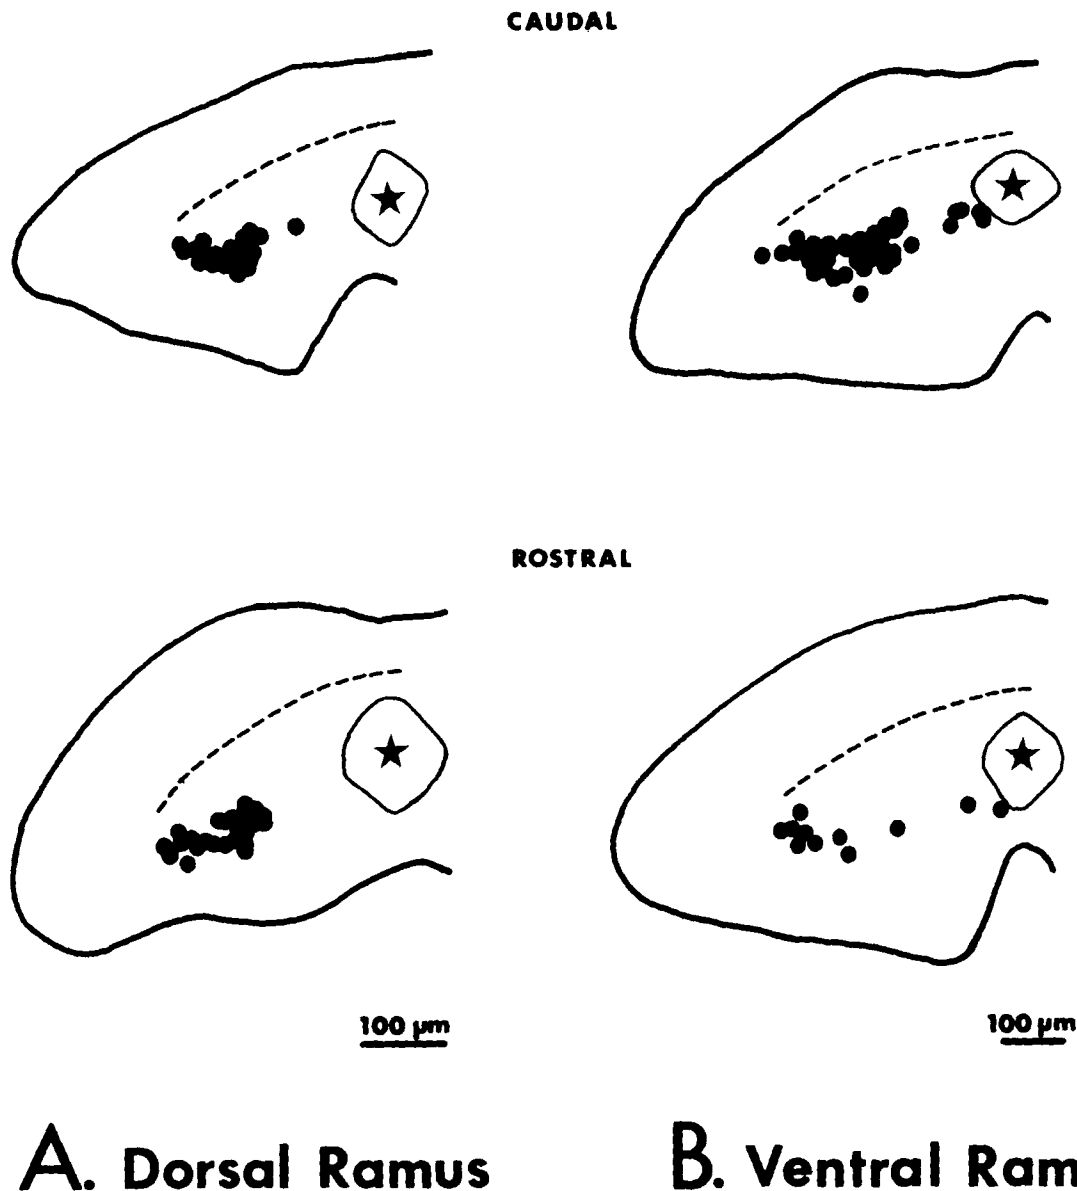 CAUDAL
ROSTRAL
100 µm
100 µm
A. Dorsal Ramus
B. Ventral Ram